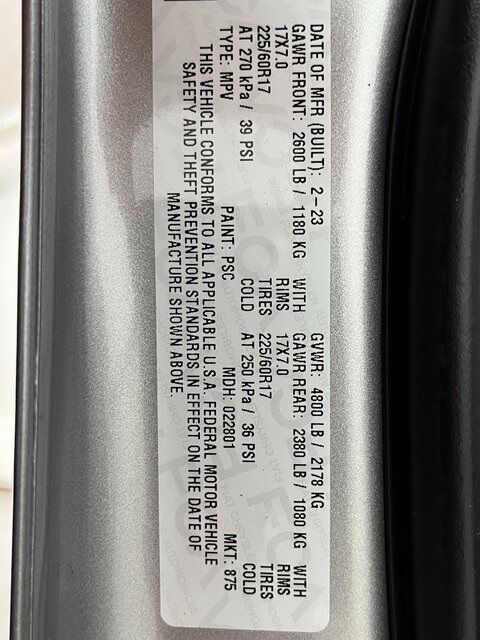 DATE OF MFR (BUILT): 2-23 GVWR: 4800 LB / 2178 KG
GAWR FRONT: 2600 LB / 1180 KG WITH GAWR REAR: 2380 LB / 1080 KG WITH
17X7.0 RIMS 17X7.0 RIMS
225/60R17 TIRES 225/60R17 TIRES
AT 270 kPa / 39 PSI COLD AT 250 kPa / 36 PSI COLD
TYPE: MPV PAINT: PSC MDH: 022801 MKT: 875
THIS VEHICLE CONFORMS TO ALL APPLICABLE U.S.A. FEDERAL MOTOR VEHICLE
SAFETY AND THEFT PREVENTION STANDARDS IN EFFECT ON THE DATE OF
MANUFACTURE SHOWN ABOVE.